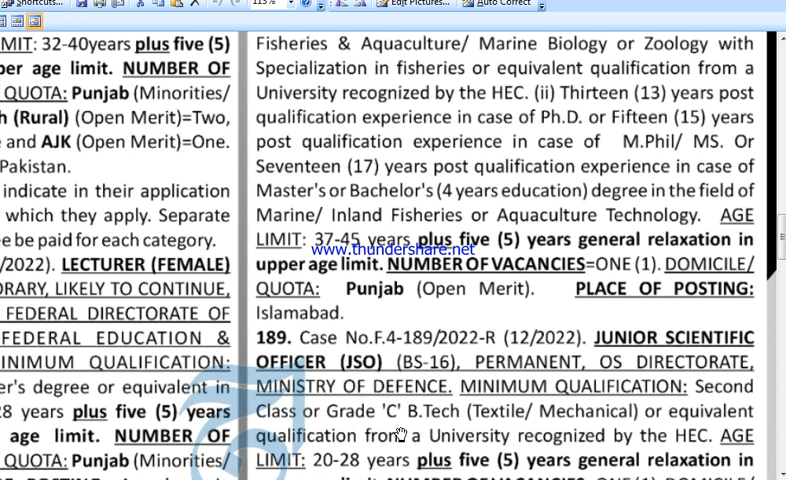 Shortcuts...
115%
Edit Pictures...
Auto Correct
MIT: 32-40years plus five (5)
per age limit. NUMBER OF
QUOTA: Punjab (Minorities/
h (Rural) (Open Merit)=Two,
e and AJK (Open Merit)=One.
Pakistan.
indicate in their application
which they apply. Separate
e be paid for each category.
/2022). LECTURER (FEMALE)
RARY, LIKELY TO CONTINUE,
FEDERAL DIRECTORATE OF
FEDERAL EDUCATION &
INIMUM QUALIFICATION:
er's degree or equivalent in
28 years plus five (5) years
age limit. NUMBER OF
QUOTA: Punjab (Minorities/
Fisheries & Aquaculture/ Marine Biology or Zoology with
Specialization in fisheries or equivalent qualification from a
University recognized by the HEC. (ii) Thirteen (13) years post
qualification experience in case of Ph.D. or Fifteen (15) years
post qualification experience in case of M.Phil/ MS. Or
Seventeen (17) years post qualification experience in case of
Master's or Bachelor's (4 years education) degree in the field of
Marine/ Inland Fisheries or Aquaculture Technology. AGE
LIMIT: 37-45 years plus five (5) years general relaxation in
www.thundershare.net
upper age limit. NUMBER OF VACANCIES=ONE (1). DOMICILE/
QUOTA: Punjab (Open Merit). PLACE OF POSTING:
Islamabad.
189. Case No.F.4-189/2022-R (12/2022). JUNIOR SCIENTIFIC
OFFICER (JSO) (BS-16), PERMANENT, OS DIRECTORATE,
MINISTRY OF DEFENCE. MINIMUM QUALIFICATION: Second
Class or Grade 'C' B.Tech (Textile/ Mechanical) or equivalent
qualification from a University recognized by the HEC. AGE
LIMIT: 20-28 years plus five (5) years general relaxation in